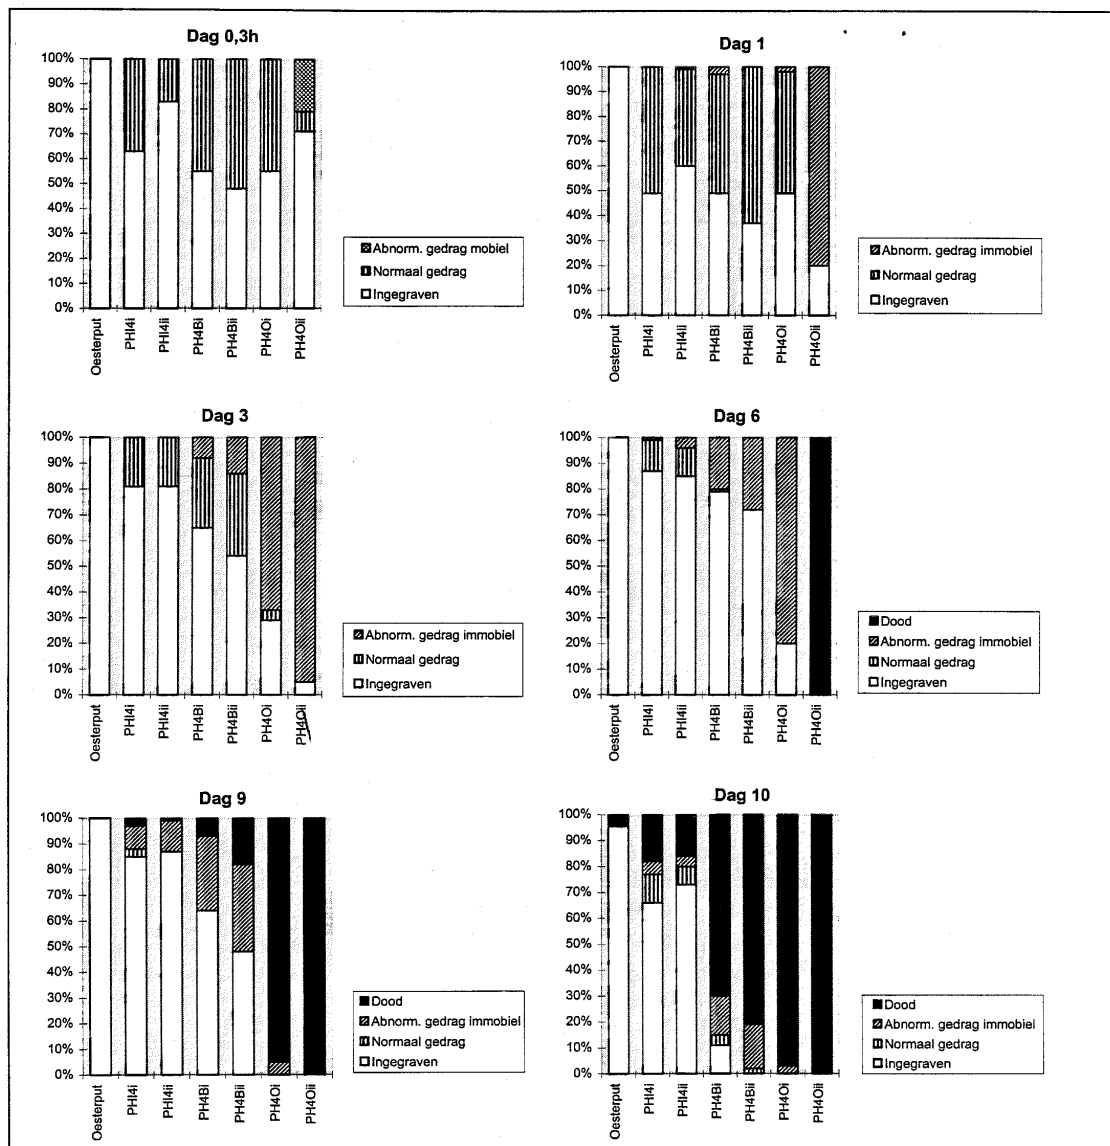 Dag 0,3h
100%
90%
80%
70%
60%
50%
40%
30%
20%
10%
0%
Oesterput
PHI4i
PHI4ii
PH4Bi
PH4Bii
PH4Oi
PH4Oii
Abnorm. gedrag mobiel
Normaal gedrag
Ingegraven
Dag 1
100%
90%
80%
70%
60%
50%
40%
30%
20%
10%
0%
Oesterput
PHI4i
PHI4ii
PH4Bi
PH4Bii
PH4Oi
PH4Oii
Abnorm. gedrag immobiel
Normaal gedrag
Ingegraven
Dag 3
100%
90%
80%
70%
60%
50%
40%
30%
20%
10%
0%
Oesterput
PHI4i
PHI4ii
PH4Bi
PH4Bii
PH4Oi
PH4Oii
Abnorm. gedrag immobiel
Normaal gedrag
Ingegraven
Dag 6
100%
90%
80%
70%
60%
50%
40%
30%
20%
10%
0%
Oesterput
PHI4i
PHI4ii
PH4Bi
PH4Bii
PH4Oi
PH4Oii
Dood
Abnorm. gedrag immobiel
Normaal gedrag
Ingegraven
Dag 9
100%
90%
80%
70%
60%
50%
40%
30%
20%
10%
0%
Oesterput
PHI4i
PHI4ii
PH4Bi
PH4Bii
PH4Oi
PH4Oii
Dood
Abnorm. gedrag immobiel
Normaal gedrag
Ingegraven
Dag 10
100%
90%
80%
70%
60%
50%
40%
30%
20%
10%
0%
Oesterput
PHI4i
PHI4ii
PH4Bi
PH4Bii
PH4Oi
PH4Oii
Dood
Abnorm. gedrag immobiel
Normaal gedrag
Ingegraven